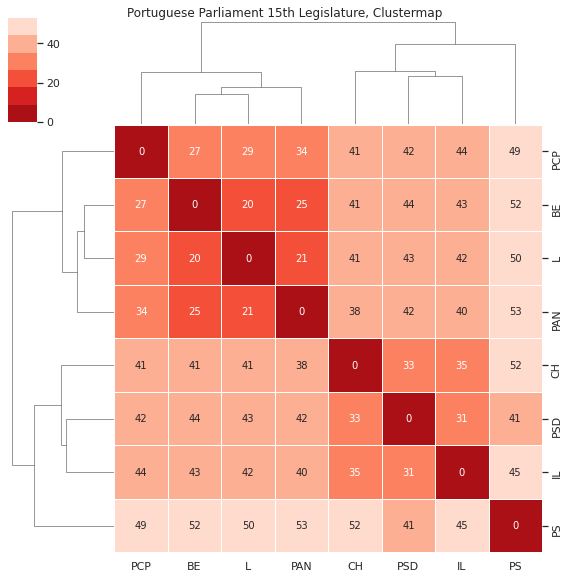 Portuguese Parliament 15th Legislature, Clustermap
40
20
0
0 27 29 34 41 42 44 49 PCP
27 0 20 25 41 44 43 52 BE
29 20 0 21 41 43 42 50 L
34 25 21 0 38 42 40 53 PAN
41 41 41 38 0 33 35 52 CH
42 44 43 42 33 0 31 41 PSD
44 43 42 40 35 31 0 45 IL
49 52 50 53 52 41 45 0 PS
PCP BE L PAN CH PSD IL PS